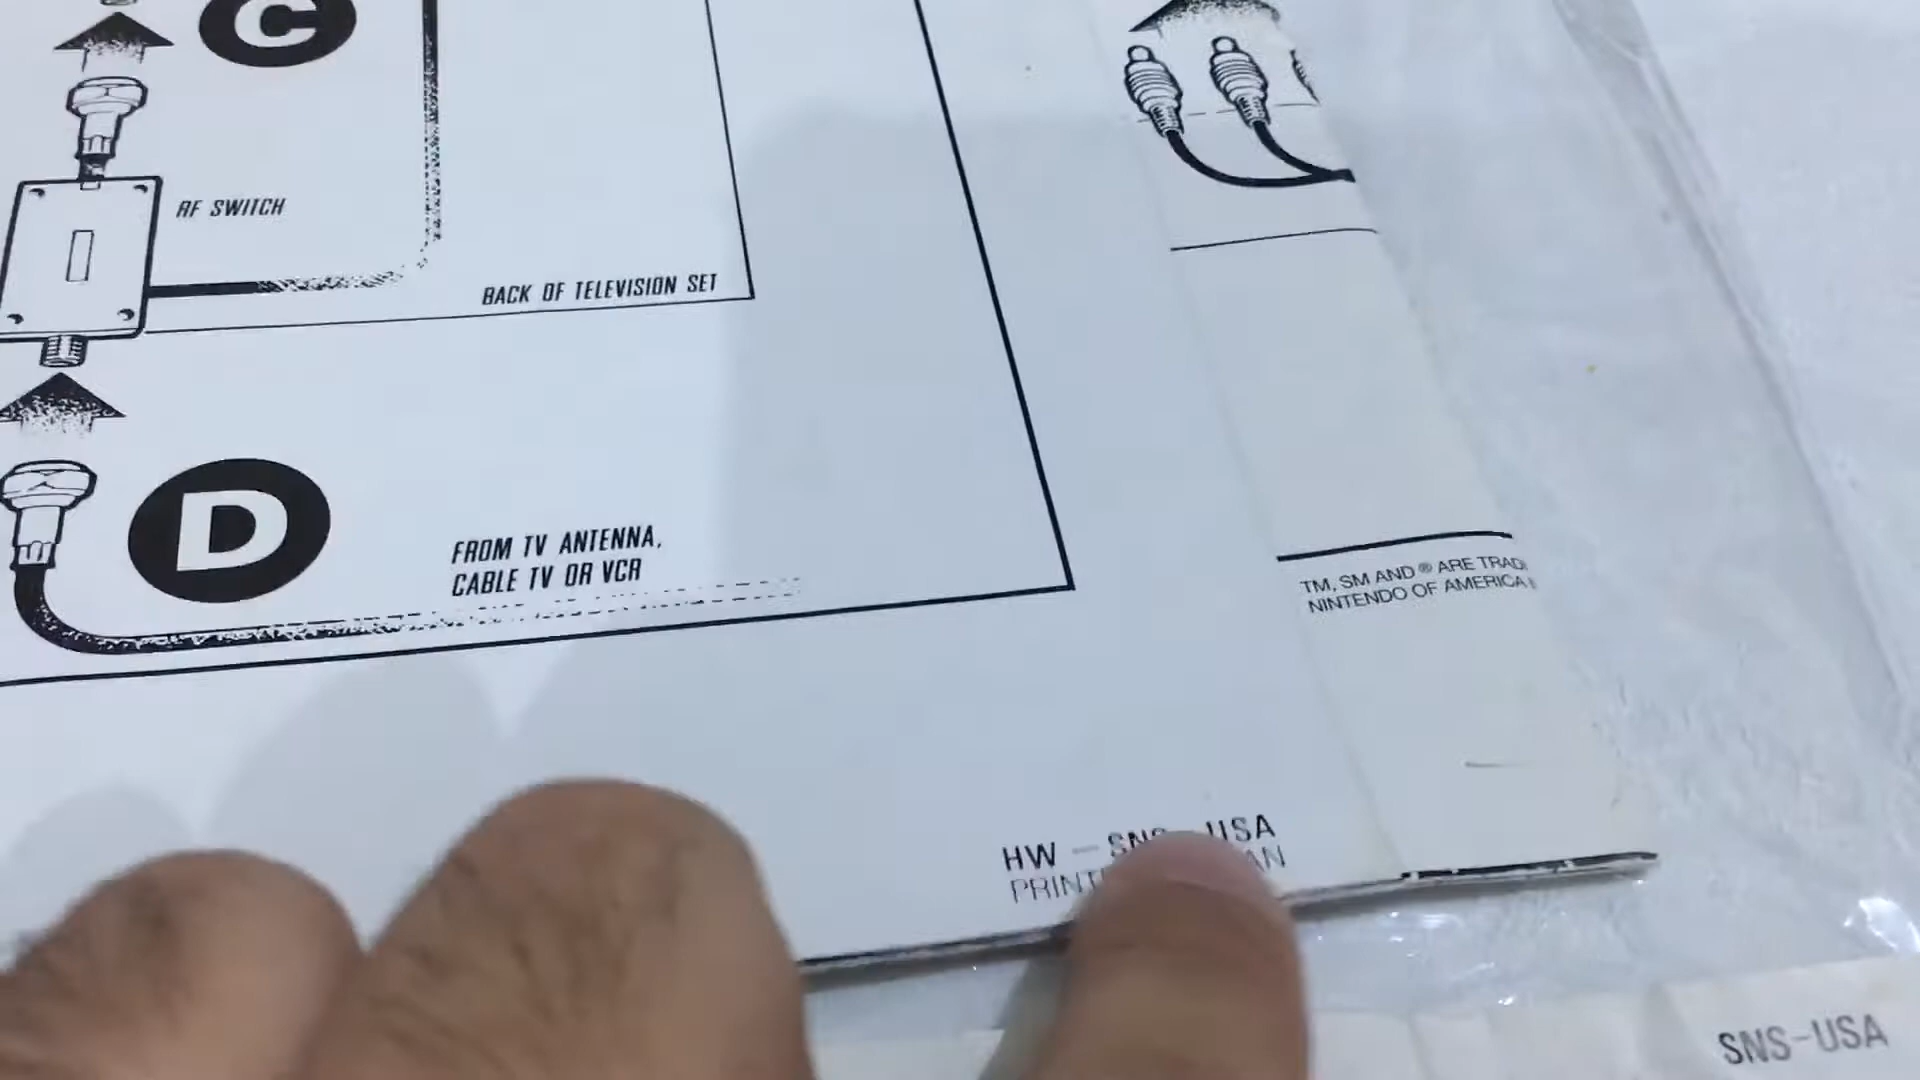 C
RF SWITCH
BACK OF TELEVISION SET
D
FROM TV ANTENNA,
CABLE TV OR VCR
TM, SM AND ® ARE
NINTENDO OF AMERICA
HW - SNS - USA
SNS-USA